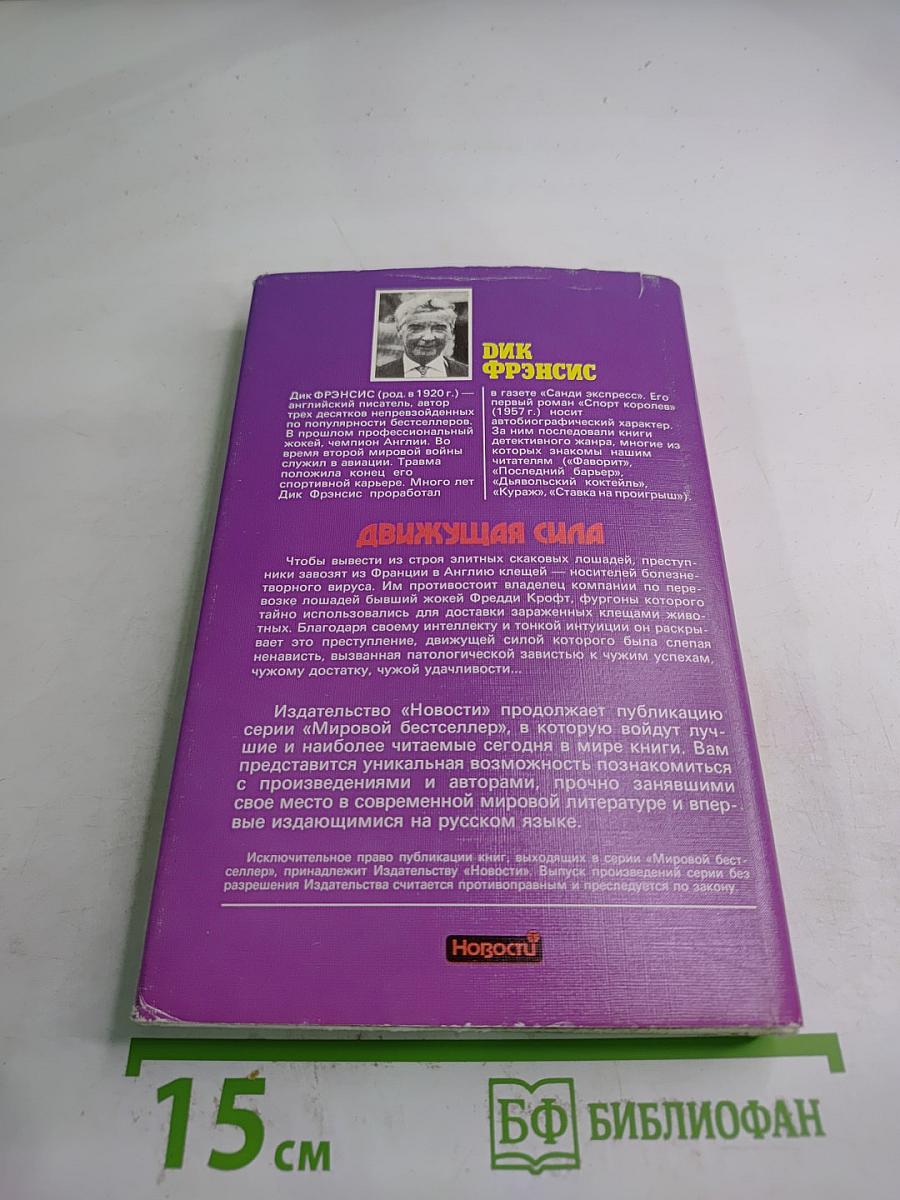 ДИК
ФРЭНСИС
Дик ФРЭНСИС (род. в 1920 г.) —
английский писатель, автор
трех десятков непревзойденных
по популярности бестселлеров.
В прошлом профессиональный
жокей, чемпион Англии. Во
время второй мировой войны
служил в авиации. Травма
положила конец его
спортивной карьере. Много лет
Дик Фрэнсис проработал
в газете «Санди экспресс». Его
первый роман «Спорт королев»
(1957 г.) носит
автобиографический характер.
За ним последовали книги
детективного жанра, многие из
которых знакомы нашим
читателям («Фаворит»,
«Последний барьер»,
«Дьявольский коктейль»,
«Кураж», «Ставка на проигрыш»).
ДВИЖУЩАЯ СИЛА
Чтобы вывести из строя элитных скаковых лошадей, преступ-
ники завозят из Франции в Англию клещей — носителей болезне-
творного вируса. Им противостоит владелец компании по пере-
возке лошадей бывший жокей Фредди Крофт, фургоны которого
тайно использовались для доставки зараженных клещами живо-
тных. Благодаря своему интеллекту и тонкой интуиции он раскры-
вает это преступление, движущей силой которого была слепая
ненависть, вызванная патологической завистью к чужим успехам,
чужому достатку, чужой удачливости...
Издательство «Новости» продолжает публикацию
серии «Мировой бестселлер», в которую войдут луч-
шие и наиболее читаемые сегодня в мире книги. Вам
представится уникальная возможность познакомиться
с произведениями и авторами, прочно занявшими
свое место в современной мировой литературе и впер-
вые издающимися на русском языке.
Исключительное право публикации книг, выходящих в серии «Мировой бест-
селлер», принадлежит Издательству «Новости». Выпуск произведений серии без
разрешения Издательства считается противоправным и преследуется по закону.
Новости
15 см
БФ БИБЛИОФАН